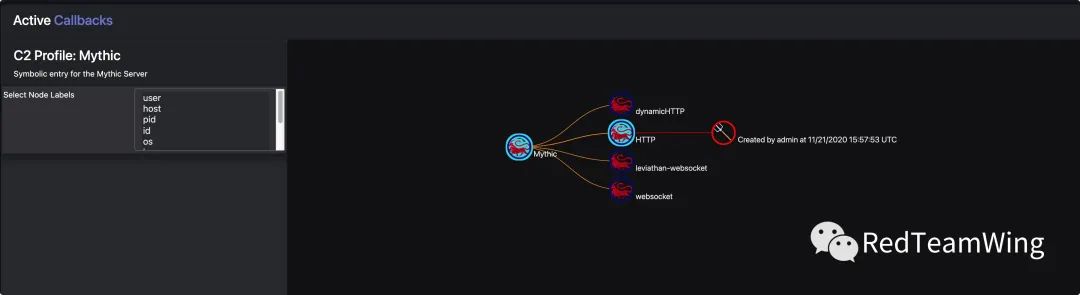 Active Callbacks
C2 Profile: Mythic
Symbolic entry for the Mythic Server
Select Node Labels
user
host
pid
id
os
Mythic
dynamicHTTP
HTTP
Created by admin at 11/21/2020 15:57:53 UTC
leviathan-websocket
websocket
RedTeamWing